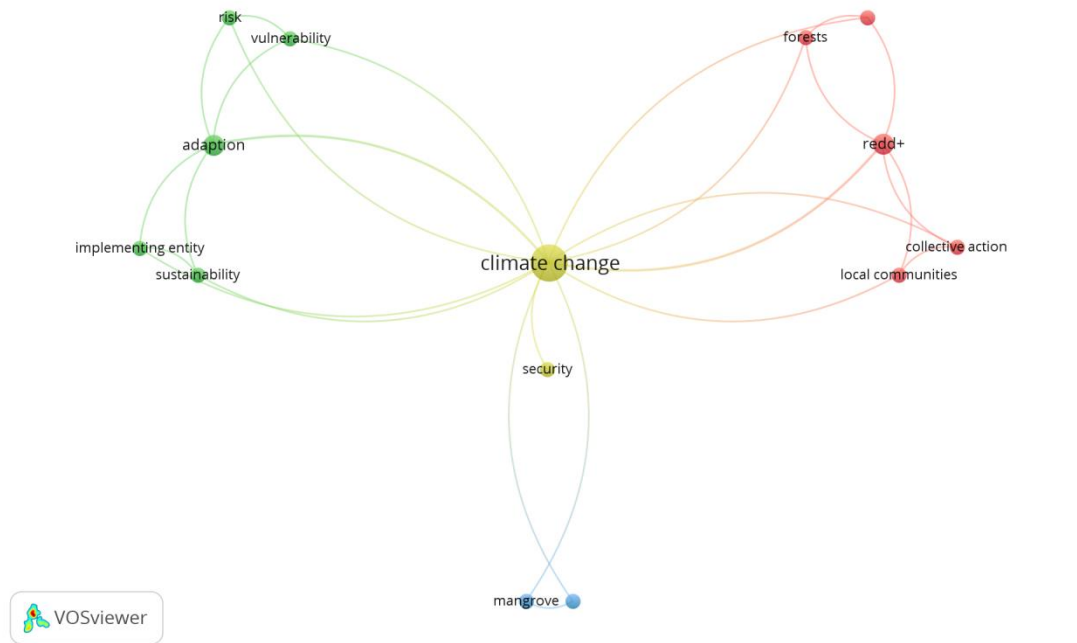 risk
vulnerability
forests
adaption
redd+
implementing entity
collective action
sustainability
local communities
climate change
security
mangrove
VOSviewer